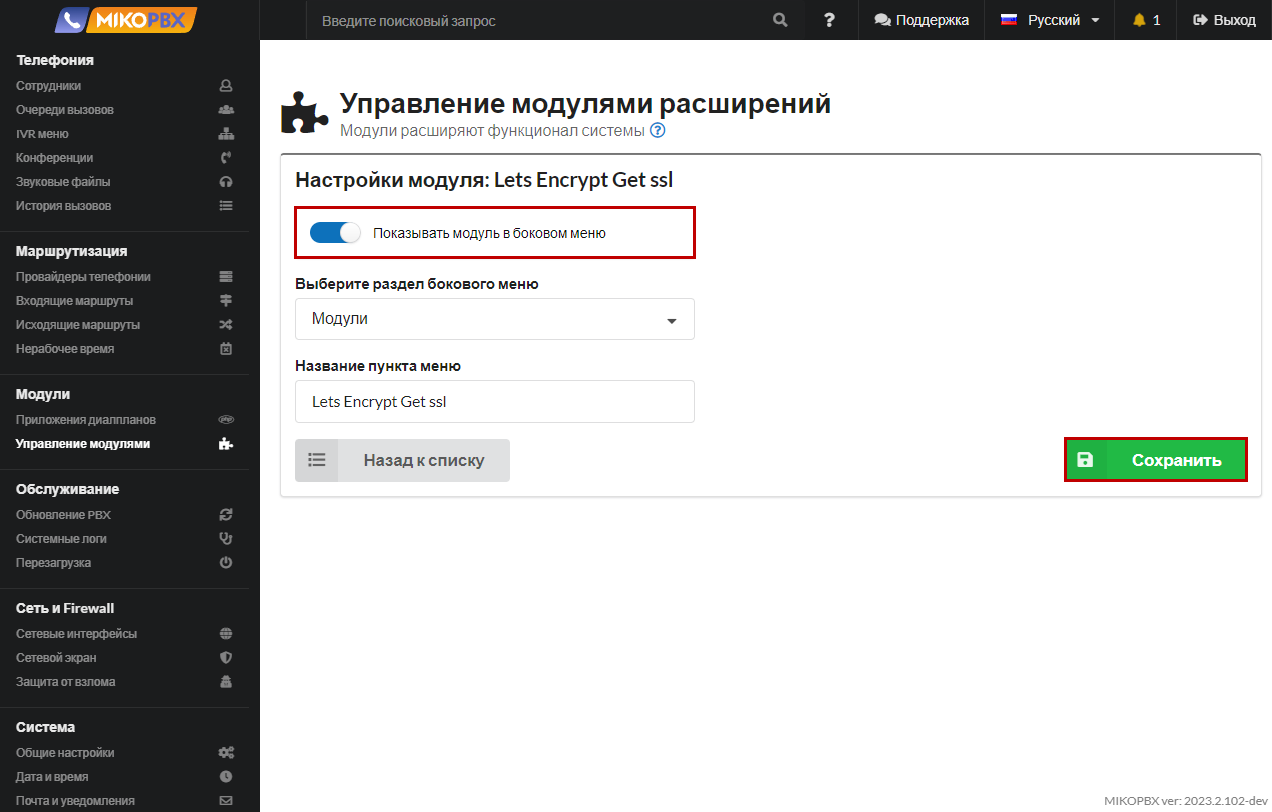 MIKOPBX
Введите поисковый запрос
?
Поддержка
Русский
1
Выход
Телефония
Сотрудники
Очереди вызовов
IVR меню
Конференции
Звуковые файлы
История вызовов
Маршрутизация
Провайдеры телефонии
Входящие маршруты
Исходящие маршруты
Нерабочее время
Модули
Приложения диалпланов
php
Управление модулями
Обслуживание
Обновление PBX
Системные логи
Перезагрузка
Сеть и Firewall
Сетевые интерфейсы
Сетевой экран
Защита от взлома
Система
Общие настройки
Дата и время
Почта и уведомления
Управление модулями расширений
Модули расширяют функционал системы ?
Настройки модуля: Lets Encrypt Get ssl
Показывать модуль в боковом меню
Выберите раздел бокового меню
Модули
Название пункта меню
Lets Encrypt Get ssl
Назад к списку
Сохранить
MIKOPBX ver: 2023.2.102-dev